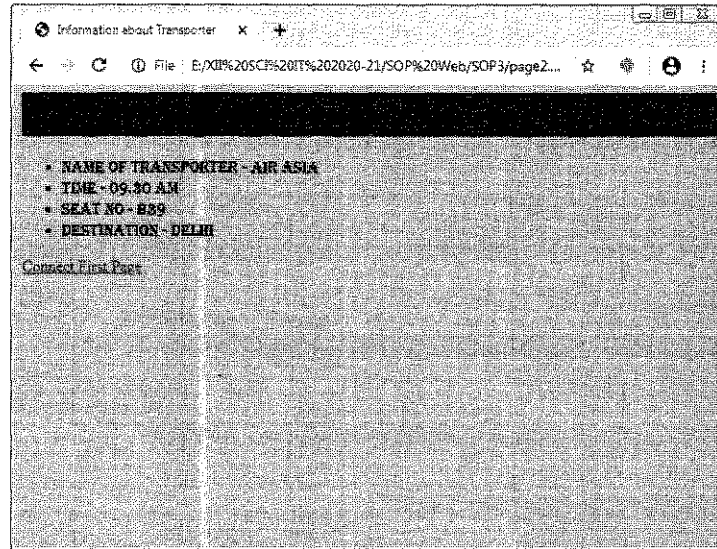 Information about Transporter
File E:/XII%20SCI%20IT%202020-21/SOP%20Web/SOP3/page2....
• NAME OF TRANSPORTER - AIR ASIA
• TIME - 09.30 AM
• SEAT NO - B39
• DESTINATION - DELHI
Connect First Page